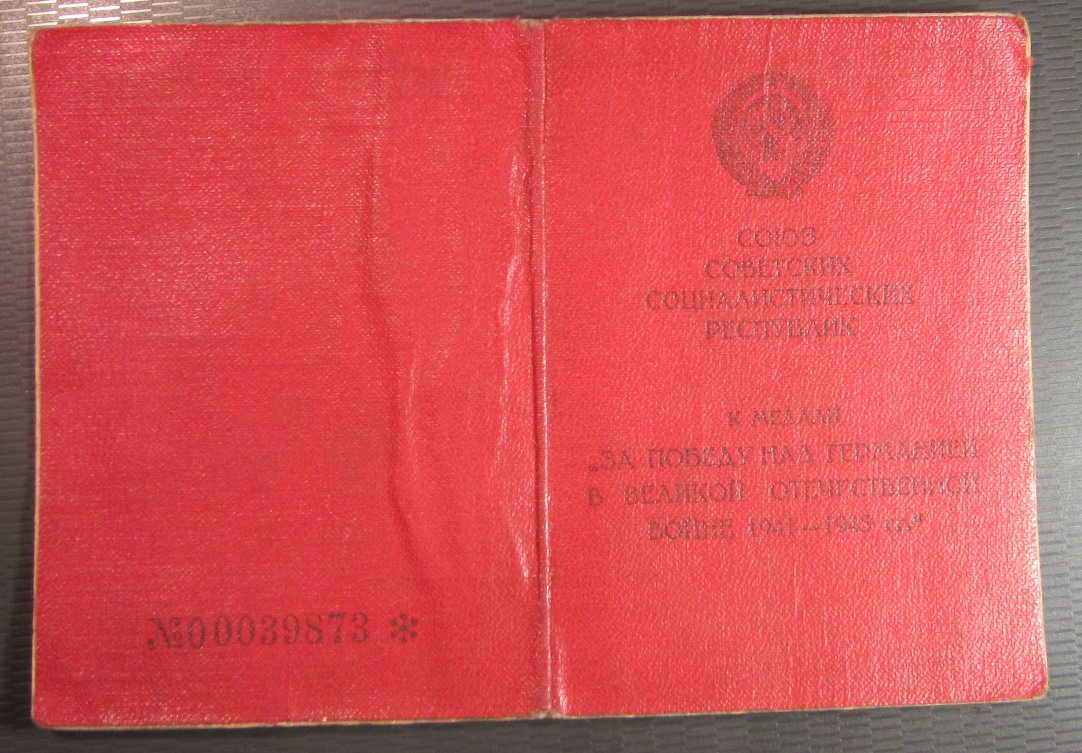 №00039873 *
СОЮЗ
СОВЕТСКИХ
СОЦИАЛИСТИЧЕСКИХ
РЕСПУБЛИК
К МЕДАЛИ
„ЗА ПОБЕДУ НАД ГЕРМАНИЕЙ
В ВЕЛИКОЙ ОТЕЧЕСТВЕННОЙ
ВОЙНЕ 1941—1945 гг.“